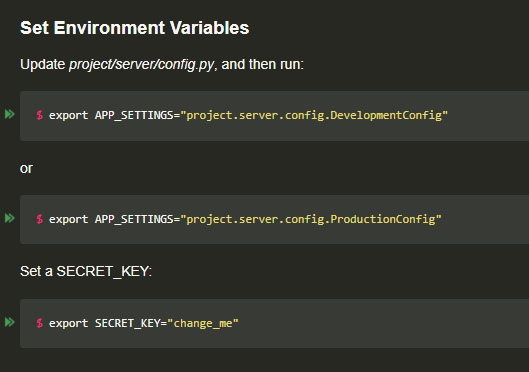 Set Environment Variables
Update project/server/config.py, and then run:
$ export APP_SETTINGS="project.server.config.DevelopmentConfig"
or
$ export APP_SETTINGS="project.server.config.ProductionConfig"
Set a SECRET_KEY:
$ export SECRET_KEY="change_me"